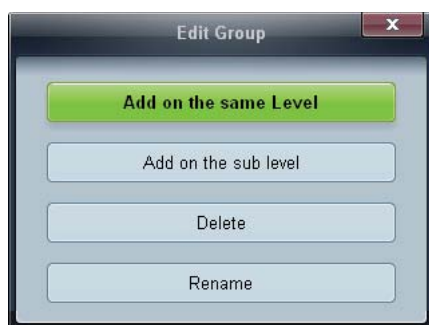 Edit Group
x
Add on the same Level
Add on the sub level
Delete
Rename